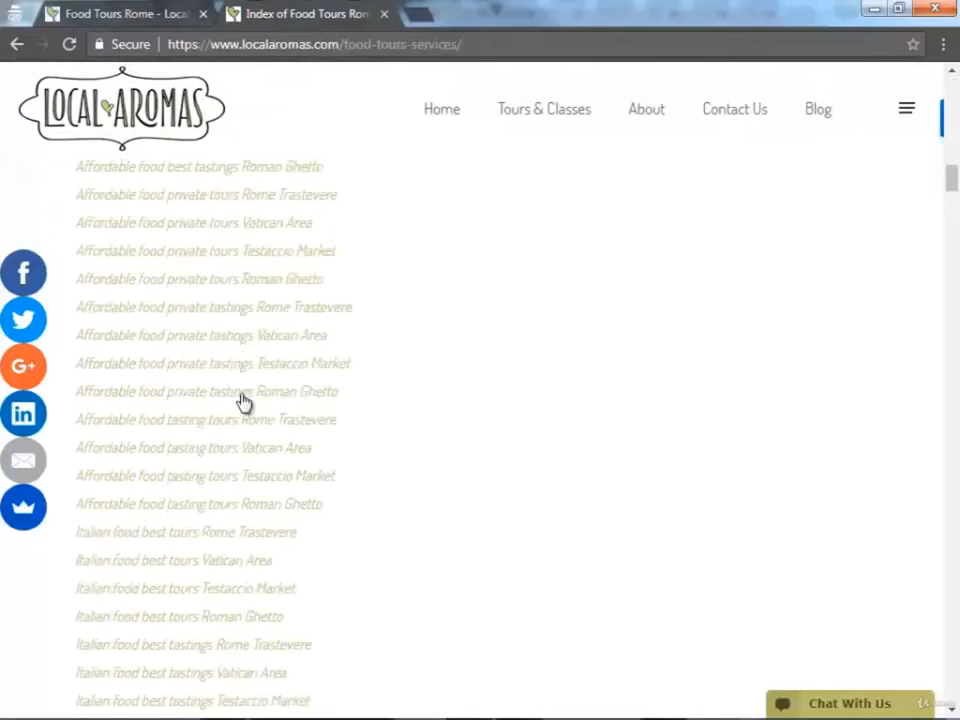 Food Tours Rome - Loca
Index of Food Tours Ron
Secure
https://www.localaromas.com/food-tours-services/
LOCAL AROMAS
Home
Tours & Classes
About
Contact Us
Blog
Affordable food best tastings Roman Ghetto
Affordable food private tours Rome Trastevere
Affordable food private tours Vatican Area
Affordable food private tours Testaccio Market
Affordable food private tours Roman Ghetto
Affordable food private tastings Rome Trastevere
Affordable food private tastings Vatican Area
Affordable food private tastings Testaccio Market
Affordable food private tastings Roman Ghetto
Affordable food tasting tours Rome Trastevere
Affordable food tasting tours Vatican Area
Affordable food tasting tours Testaccio Market
Affordable food tasting tours Roman Ghetto
Italian food best tours Rome Trastevere
Italian food best tours Vatican Area
Italian food best tours Testaccio Market
Italian food best tours Roman Ghetto
Italian food best tastings Rome Trastevere
Italian food best tastings Vatican Area
Italian food best tastings Testaccio Market
f
G+
in
Chat With Us